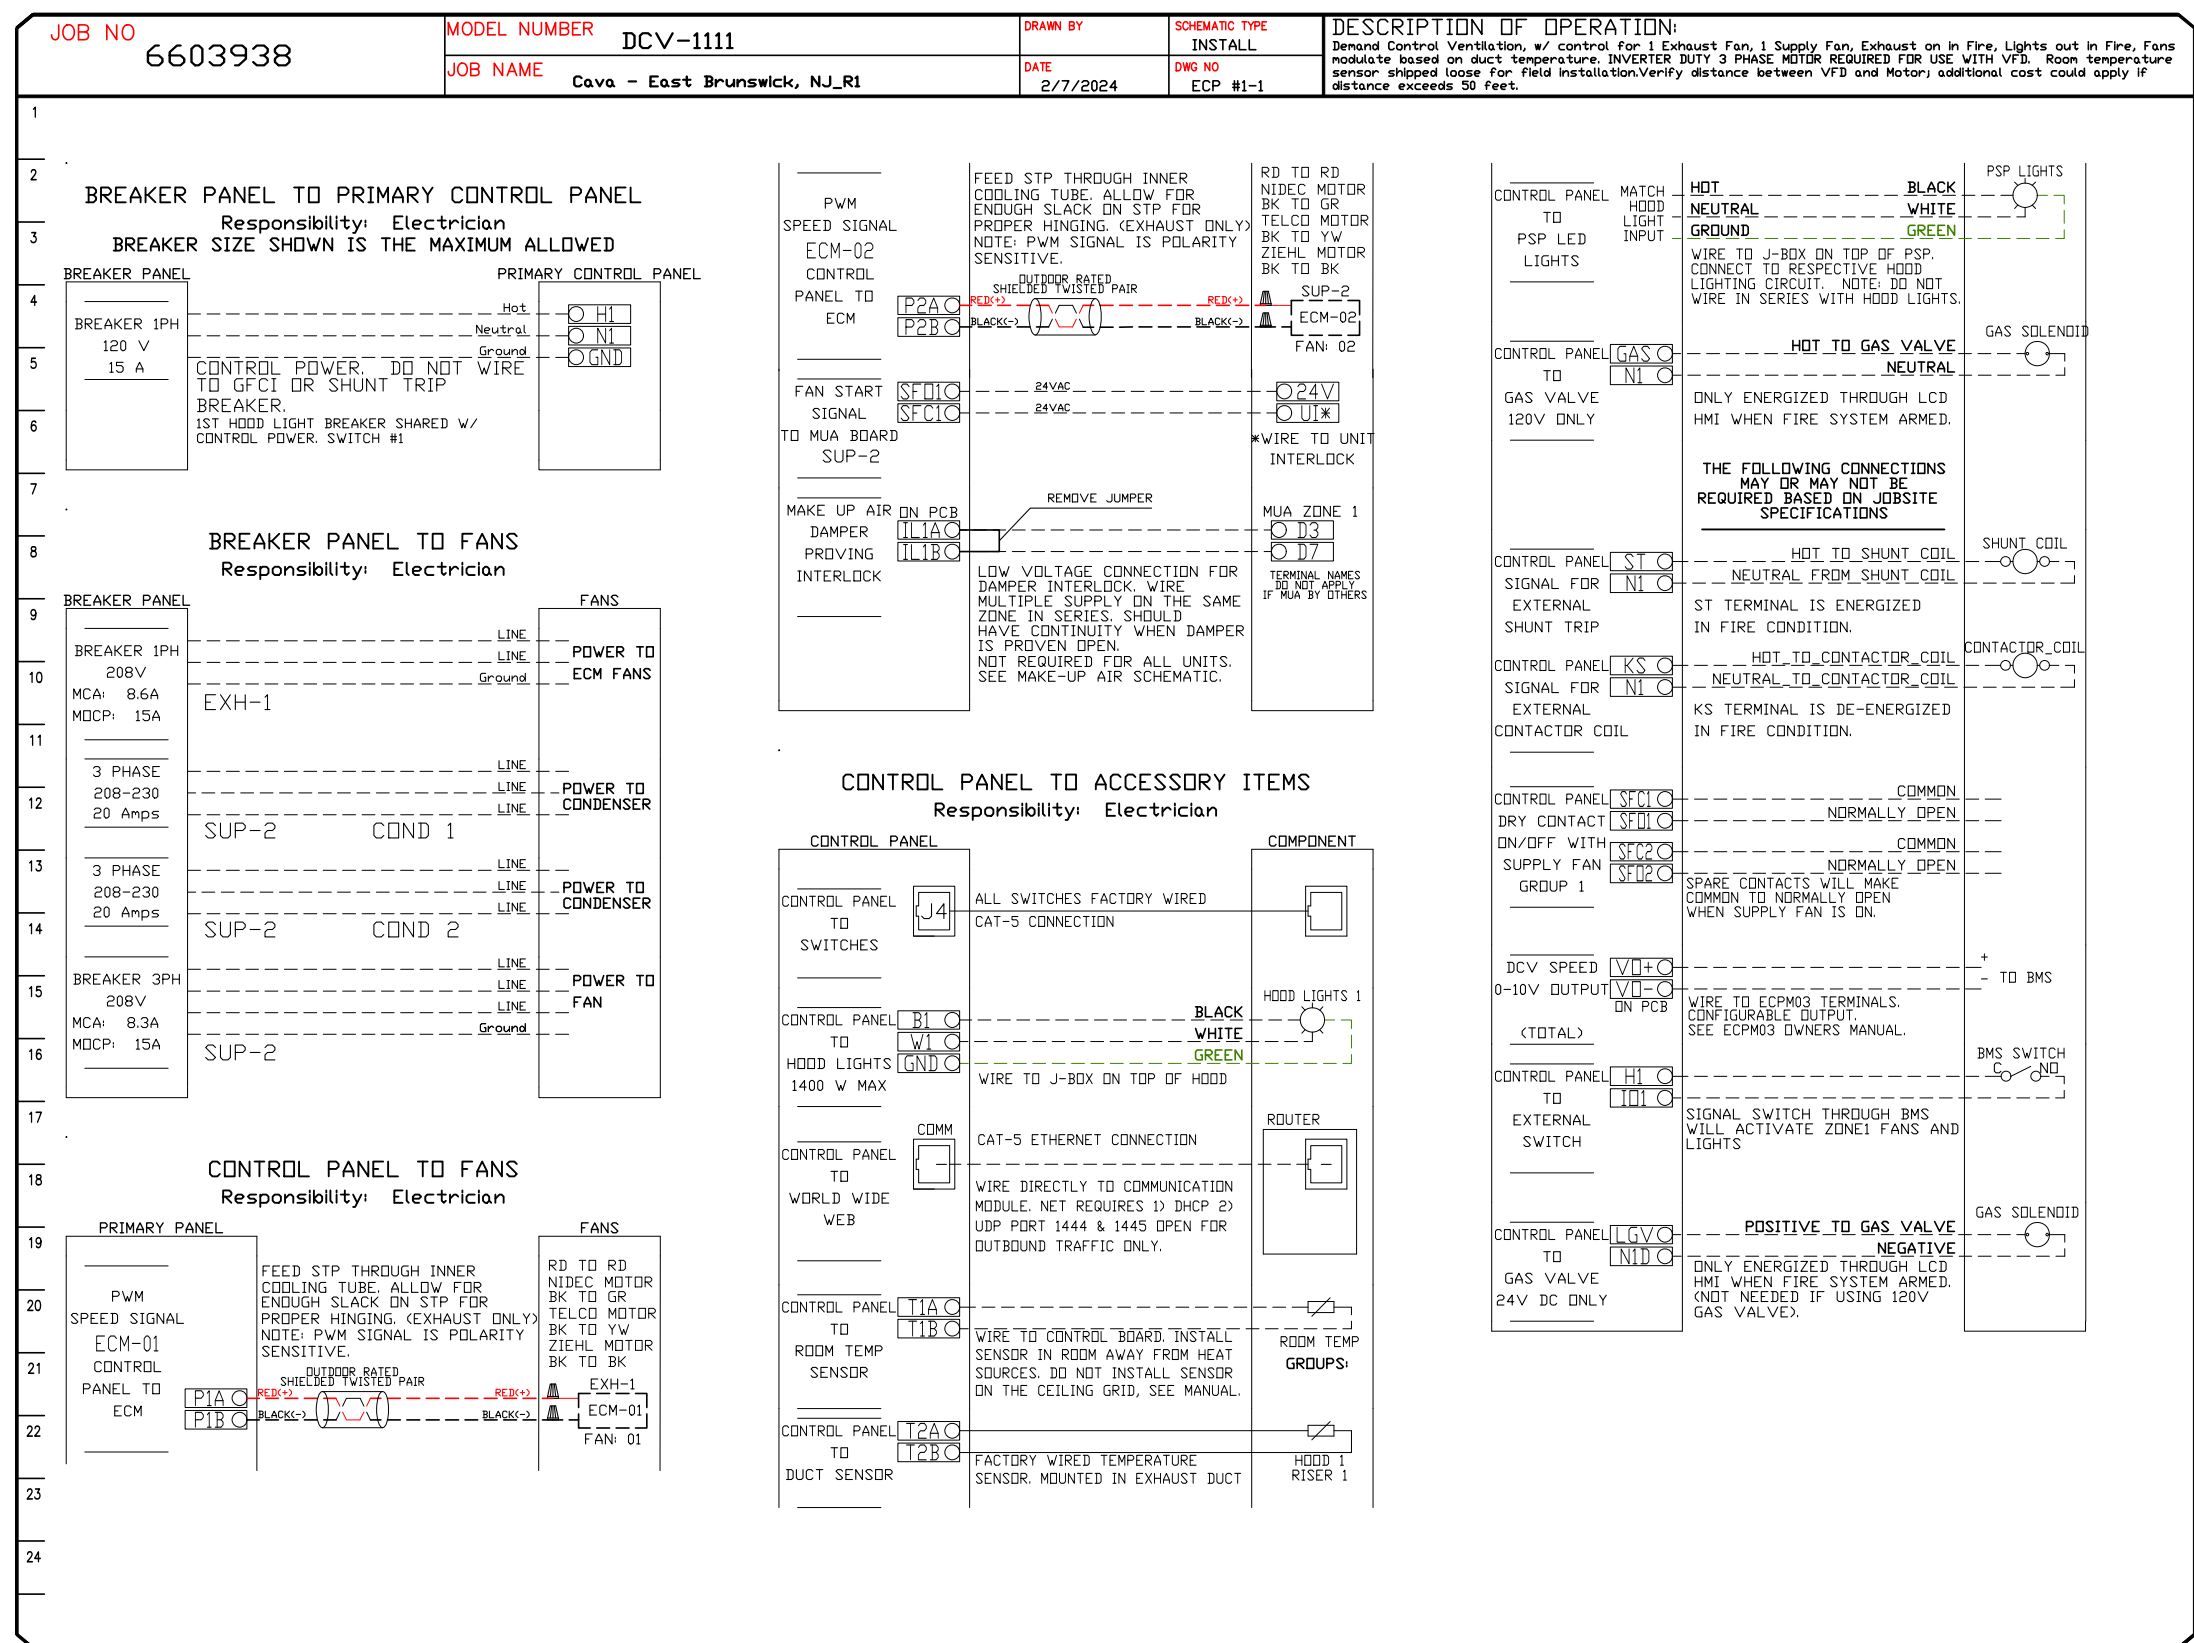 JOB NO
6603938
MODEL NUMBER
DCV-1111
JOB NAME
Cava - East Brunswick, NJ_R1
DRAWN BY
SCHEMATIC TYPE
INSTALL
DATE
2/7/2024
DWG NO
ECP #1-1
DESCRIPTION OF OPERATION:
Demand Control Ventilation, w/ control for 1 Exhaust Fan, 1 Supply Fan, Exhaust on in Fire, Lights out in Fire, Fans
modulate based on duct temperature. INVERTER DUTY 3 PHASE MOTOR REQUIRED FOR USE WITH VFD. Room temperature
sensor shipped loose for field installation.Verify distance between VFD and Motor; additional cost could apply if
distance exceeds 50 feet.
1
2
3
4
5
6
7
8
9
10
11
12
13
14
15
16
17
18
19
20
21
22
23
24
BREAKER PANEL TO PRIMARY CONTROL PANEL
Responsibility: Electrician
BREAKER SIZE SHOWN IS THE MAXIMUM ALLOWED
BREAKER PANEL
PRIMARY CONTROL PANEL
BREAKER 1PH
120 V
15 A
Hot
H1
Neutral
N1
Ground
GND
CONTROL POWER. DO NOT WIRE
TO GFCI OR SHUNT TRIP
BREAKER.
1ST HOOD LIGHT BREAKER SHARED W/
CONTROL POWER. SWITCH #1
BREAKER PANEL TO FANS
Responsibility: Electrician
BREAKER PANEL
FANS
BREAKER 1PH
208V
MCA: 8.6A
MOCP: 15A
LINE
LINE
Ground
POWER TO
ECM FANS
EXH-1
3 PHASE
208-230
20 Amps
LINE
LINE
LINE
POWER TO
CONDENSER
SUP-2 COND 1
3 PHASE
208-230
20 Amps
LINE
LINE
LINE
POWER TO
CONDENSER
SUP-2 COND 2
BREAKER 3PH
208V
MCA: 8.3A
MOCP: 15A
LINE
LINE
LINE
Ground
POWER TO
FAN
SUP-2
CONTROL PANEL TO FANS
Responsibility: Electrician
PRIMARY PANEL
FANS
PWM
SPEED SIGNAL
ECM-01
CONTROL
PANEL TO
ECM
FEED STP THROUGH INNER
COOLING TUBE. ALLOW FOR
ENOUGH SLACK ON STP FOR
PROPER HINGING. (EXHAUST ONLY)
NOTE: PWM SIGNAL IS POLARITY
SENSITIVE.
RD TO RD
NIDEC MOTOR
BK TO GR
TELCO MOTOR
BK TO YW
ZIEHL MOTOR
BK TO BK
OUTDOOR RATED
SHIELDED TWISTED PAIR
P1A
RED(+)
RED(+)
P1B
BLACK(-)
BLACK(-)
EXH-1
ECM-01
FAN: 01
PWM
SPEED SIGNAL
ECM-02
CONTROL
PANEL TO
ECM
FEED STP THROUGH INNER
COOLING TUBE. ALLOW FOR
ENOUGH SLACK ON STP FOR
PROPER HINGING. (EXHAUST ONLY)
NOTE: PWM SIGNAL IS POLARITY
SENSITIVE.
RD TO RD
NIDEC MOTOR
BK TO GR
TELCO MOTOR
BK TO YW
ZIEHL MOTOR
BK TO BK
OUTDOOR RATED
SHIELDED TWISTED PAIR
P2A
RED(+)
RED(+)
P2B
BLACK(-)
BLACK(-)
SUP-2
ECM-02
FAN: 02
FAN START
SIGNAL
TO MUA BOARD
SUP-2
SFO1
24VAC
24V
SFC1
24VAC
UI*
*WIRE TO UNIT
INTERLOCK
REMOVE JUMPER
MAKE UP AIR
DAMPER
PROVING
INTERLOCK
ON PCB
IL1A
IL1B
MUA ZONE 1
D3
D7
TERMINAL NAMES
DO NOT APPLY
IF MUA BY OTHERS
LOW VOLTAGE CONNECTION FOR
DAMPER INTERLOCK. WIRE
MULTIPLE SUPPLY ON THE SAME
ZONE IN SERIES. SHOULD
HAVE CONTINUITY WHEN DAMPER
IS PROVEN OPEN.
NOT REQUIRED FOR ALL UNITS.
SEE MAKE-UP AIR SCHEMATIC.
CONTROL PANEL TO ACCESSORY ITEMS
Responsibility: Electrician
CONTROL PANEL
COMPONENT
CONTROL PANEL
TO
SWITCHES
J4
ALL SWITCHES FACTORY WIRED
CAT-5 CONNECTION
CONTROL PANEL
TO
HOOD LIGHTS
1400 W MAX
B1
W1
GND
BLACK
WHITE
GREEN
HOOD LIGHTS 1
WIRE TO J-BOX ON TOP OF HOOD
CONTROL PANEL
TO
WORLD WIDE
WEB
COMM
CAT-5 ETHERNET CONNECTION
ROUTER
WIRE DIRECTLY TO COMMUNICATION
MODULE. NET REQUIRES 1) DHCP 2)
UDP PORT 1444 & 1445 OPEN FOR
OUTBOUND TRAFFIC ONLY.
CONTROL PANEL
TO
ROOM TEMP
SENSOR
T1A
T1B
WIRE TO CONTROL BOARD. INSTALL
SENSOR IN ROOM AWAY FROM HEAT
SOURCES. DO NOT INSTALL SENSOR
ON THE CEILING GRID, SEE MANUAL.
ROOM TEMP
GROUPS:
CONTROL PANEL
TO
DUCT SENSOR
T2A
T2B
FACTORY WIRED TEMPERATURE
SENSOR. MOUNTED IN EXHAUST DUCT
HOOD 1
RISER 1
CONTROL PANEL
TO
PSP LED
LIGHTS
MATCH
HOOD
LIGHT
INPUT
HOT
NEUTRAL
GROUND
BLACK
WHITE
GREEN
PSP LIGHTS
WIRE TO J-BOX ON TOP OF PSP.
CONNECT TO RESPECTIVE HOOD
LIGHTING CIRCUIT. NOTE: DO NOT
WIRE IN SERIES WITH HOOD LIGHTS.
CONTROL PANEL
TO
GAS VALVE
120V ONLY
GAS
N1
HOT TO GAS VALVE
NEUTRAL
GAS SOLENOID
ONLY ENERGIZED THROUGH LCD
HMI WHEN FIRE SYSTEM ARMED.
THE FOLLOWING CONNECTIONS
MAY OR MAY NOT BE
REQUIRED BASED ON JOBSITE
SPECIFICATIONS
CONTROL PANEL
SIGNAL FOR
EXTERNAL
SHUNT TRIP
ST
N1
HOT TO SHUNT COIL
NEUTRAL FROM SHUNT COIL
SHUNT COIL
ST TERMINAL IS ENERGIZED
IN FIRE CONDITION.
CONTROL PANEL
SIGNAL FOR
EXTERNAL
CONTACTOR COIL
KS
N1
HOT TO CONTACTOR COIL
NEUTRAL TO CONTACTOR COIL
CONTACTOR COIL
KS TERMINAL IS DE-ENERGIZED
IN FIRE CONDITION.
CONTROL PANEL
DRY CONTACT
ON/OFF WITH
SUPPLY FAN
GROUP 1
SFC1
SFO1
SFC2
SFO2
COMMON
NORMALLY OPEN
COMMON
NORMALLY OPEN
SPARE CONTACTS WILL MAKE
COMMON TO NORMALLY OPEN
WHEN SUPPLY FAN IS ON.
DCV SPEED
0-10V OUTPUT
(TOTAL)
VO+
VO-
ON PCB
+
- TO BMS
WIRE TO ECPM03 TERMINALS.
CONFIGURABLE OUTPUT.
SEE ECPM03 OWNERS MANUAL.
CONTROL PANEL
TO
EXTERNAL
SWITCH
H1
IO1
BMS SWITCH
C NO
SIGNAL SWITCH THROUGH BMS
WILL ACTIVATE ZONE1 FANS AND
LIGHTS
CONTROL PANEL
TO
GAS VALVE
24V DC ONLY
LGV
N1D
POSITIVE TO GAS VALVE
NEGATIVE
GAS SOLENOID
ONLY ENERGIZED THROUGH LCD
HMI WHEN FIRE SYSTEM ARMED.
(NOT NEEDED IF USING 120V
GAS VALVE).